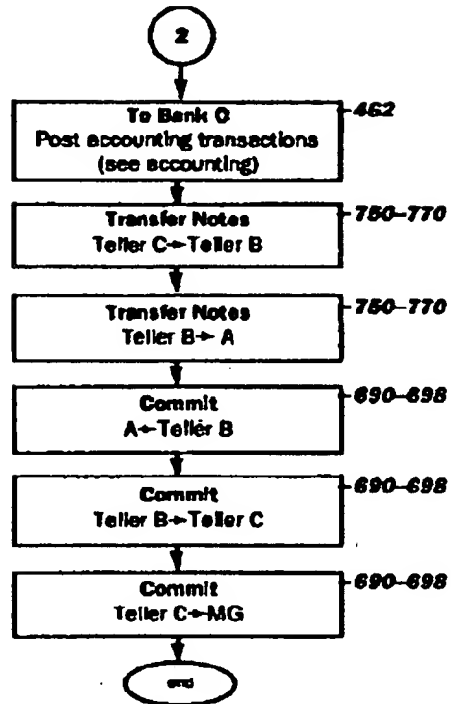 2
To Bank C
Post accounting transactions
(see accounting)
462
Transfer Notes
Teller C→Teller B
750–770
Transfer Notes
Teller B→ A
750–770
Commit
A←Teller B
690–698
Commit
Teller B→Teller C
690–698
Commit
Teller C→MG
690–698
end